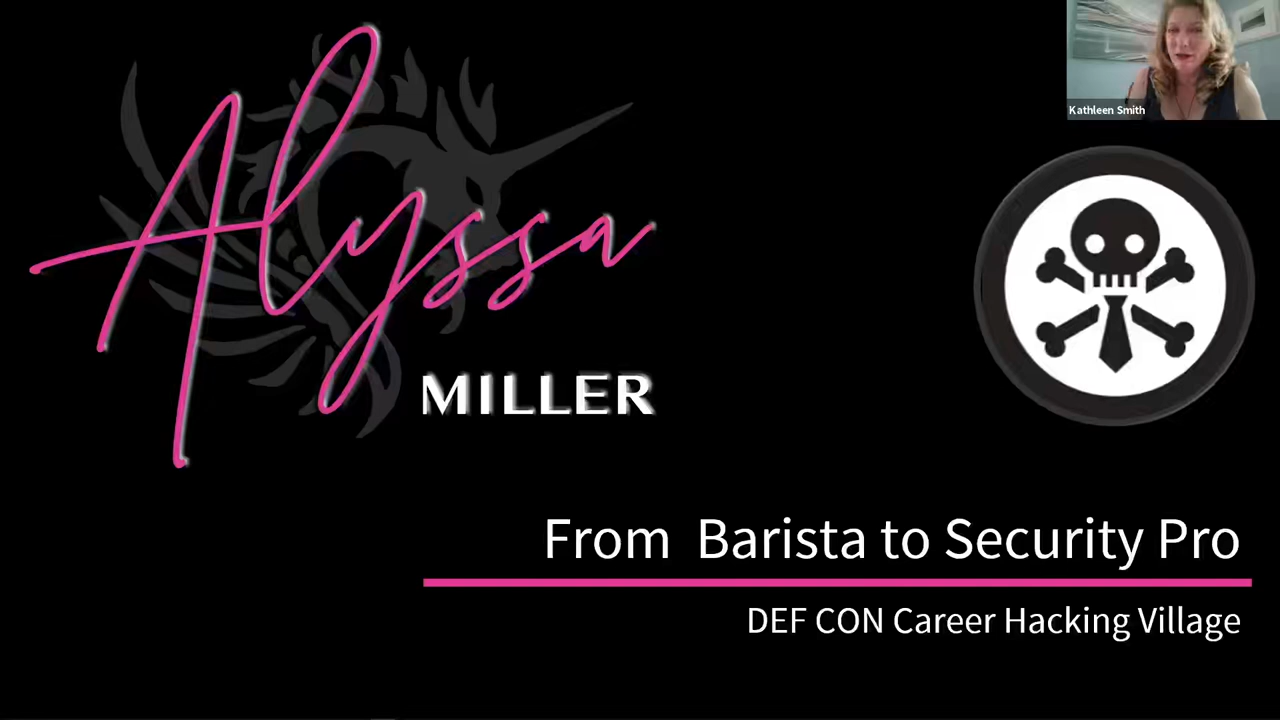 Kathleen Smith
Alyssa
MILLER
From Barista to Security Pro
DEF CON Career Hacking Village